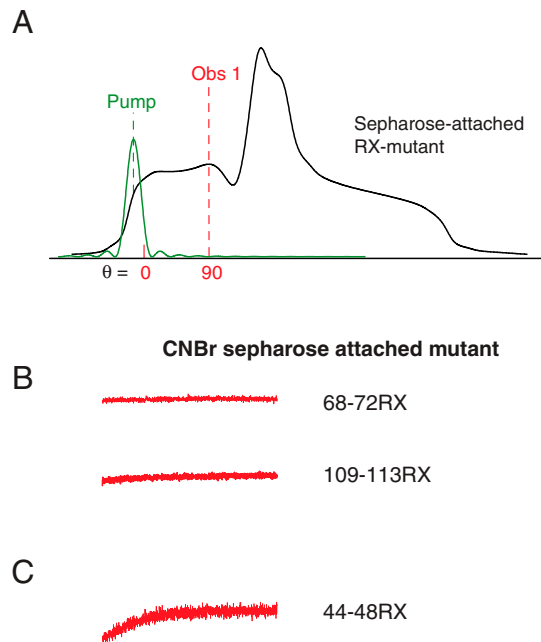 A
Obs 1
Pump
Sepharose-attached
RX-mutant
θ = 0 90
CNBr sepharose attached mutant
B
68-72RX
109-113RX
C
44-48RX